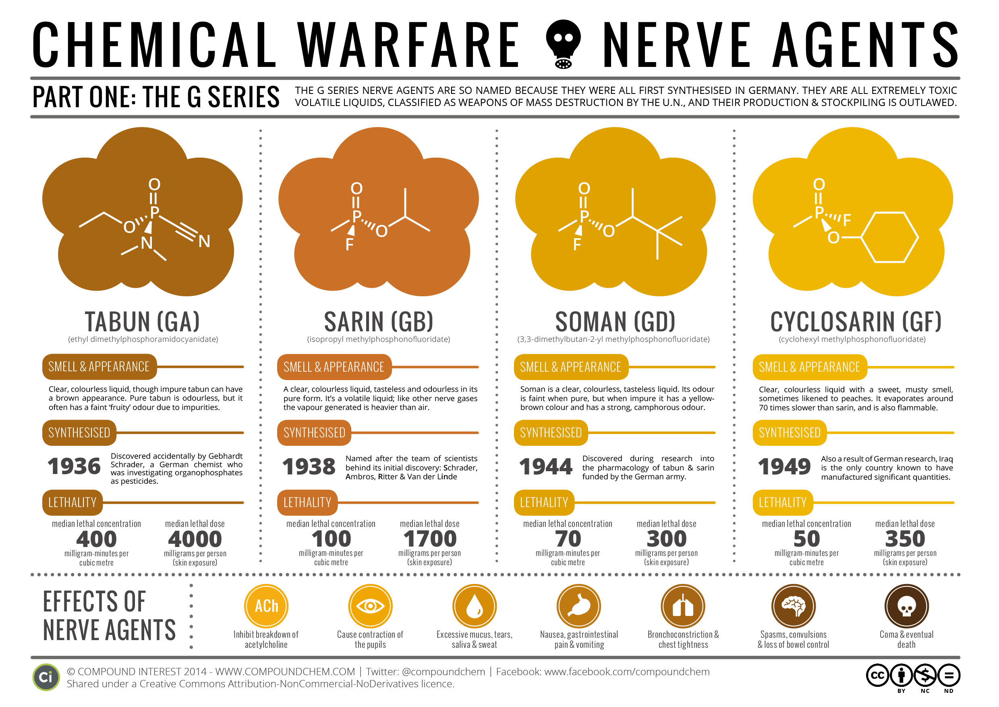 CHEMICAL WARFARE NERVE AGENTS
PART ONE: THE G SERIES
THE G SERIES NERVE AGENTS ARE SO NAMED BECAUSE THEY WERE ALL FIRST SYNTHESISED IN GERMANY. THEY ARE ALL EXTREMELY TOXIC
VOLATILE LIQUIDS, CLASSIFIED AS WEAPONS OF MASS DESTRUCTION BY THE U.N., AND THEIR PRODUCTION & STOCKPILING IS OUTLAWED.
O
P
O
N
N
TABUN (GA)
(ethyl dimethylphosphoramidocyanidate)
SMELL & APPEARANCE
Clear, colourless liquid, though impure tabun can have
a brown appearance. Pure tabun is odourless, but it
often has a faint ‘fruity’ odour due to impurities.
SYNTHESISED
1936
Discovered accidentally by Gebhardt
Schrader, a German chemist who
was investigating organophosphates
as pesticides.
LETHALITY
median lethal concentration
400
milligram-minutes per
cubic metre
median lethal dose
4000
milligrams per person
(skin exposure)
O
P
O
F
SARIN (GB)
(isopropyl methylphosphonofluoridate)
SMELL & APPEARANCE
A clear, colourless liquid, tasteless and odourless in its
pure form. It’s a volatile liquid; like other nerve gases
the vapour generated is heavier than air.
SYNTHESISED
1938
Named after the team of scientists
behind its initial discovery: Schrader,
Ambros, Ritter & Van der Linde
LETHALITY
median lethal concentration
100
milligram-minutes per
cubic metre
median lethal dose
1700
milligrams per person
(skin exposure)
O
P
O
F
SOMAN (GD)
(3,3-dimethylbutan-2-yl methylphosphonofluoridate)
SMELL & APPEARANCE
Soman is a clear, colourless, tasteless liquid. Its odour
is faint when pure, but when impure it has a yellow-
brown colour and has a strong, camphorous odour.
SYNTHESISED
1944
Discovered during research into
the pharmacology of tabun & sarin
funded by the German army.
LETHALITY
median lethal concentration
70
milligram-minutes per
cubic metre
median lethal dose
300
milligrams per person
(skin exposure)
O
P
F
O
CYCLOSARIN (GF)
(cyclohexyl methylphosphonofluoridate)
SMELL & APPEARANCE
Clear, colourless liquid with a sweet, musty smell,
sometimes likened to peaches. It evaporates around
70 times slower than sarin, and is also flammable.
SYNTHESISED
1949
Also a result of German research, Iraq
is the only country known to have
manufactured significant quantities.
LETHALITY
median lethal concentration
50
milligram-minutes per
cubic metre
median lethal dose
350
milligrams per person
(skin exposure)
EFFECTS OF
NERVE AGENTS
ACh
Inhibit breakdown of
acetylcholine
Cause contraction of
the pupils
Excessive mucus, tears,
saliva & sweat
Nausea, gastrointestinal
pain & vomiting
Bronchoconstriction &
chest tightness
Spasms, convulsions
& loss of bowel control
Coma & eventual
death
Ci
© COMPOUND INTEREST 2014 - WWW.COMPOUNDCHEM.COM | Twitter: @compoundchem | Facebook: www.facebook.com/compoundchem
Shared under a Creative Commons Attribution-NonCommercial-NoDerivatives licence.
cc
BY NC ND